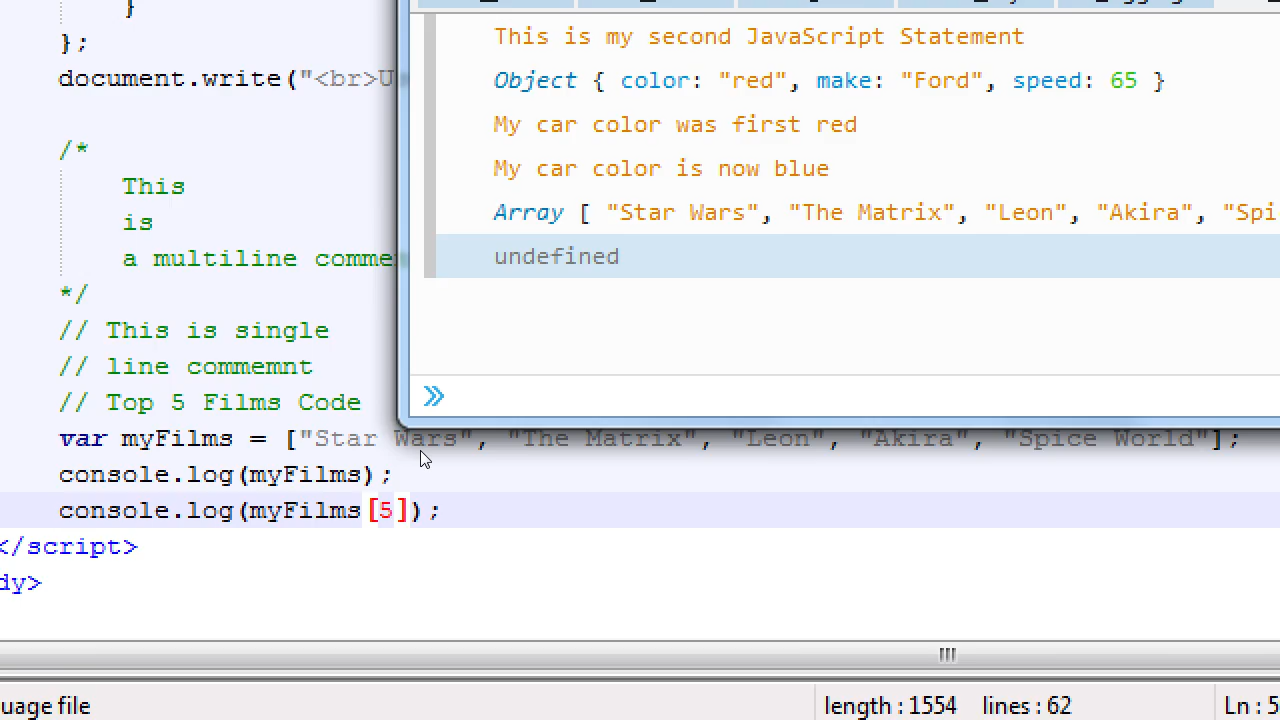 }
};
document.write("<br>U
/*
This
is
a multiline comme
*/
// This is single
// line commemnt
// Top 5 Films Code
var myFilms = ["Star Wars", "The Matrix", "Leon", "Akira", "Spice World"];
console.log(myFilms);
console.log(myFilms[5]);
</script>
dy>
This is my second JavaScript Statement
Object { color: "red", make: "Ford", speed: 65 }
My car color was first red
My car color is now blue
Array [ "Star Wars", "The Matrix", "Leon", "Akira", "Spi
undefined
»
uage file
length : 1554 lines : 62
Ln : 5